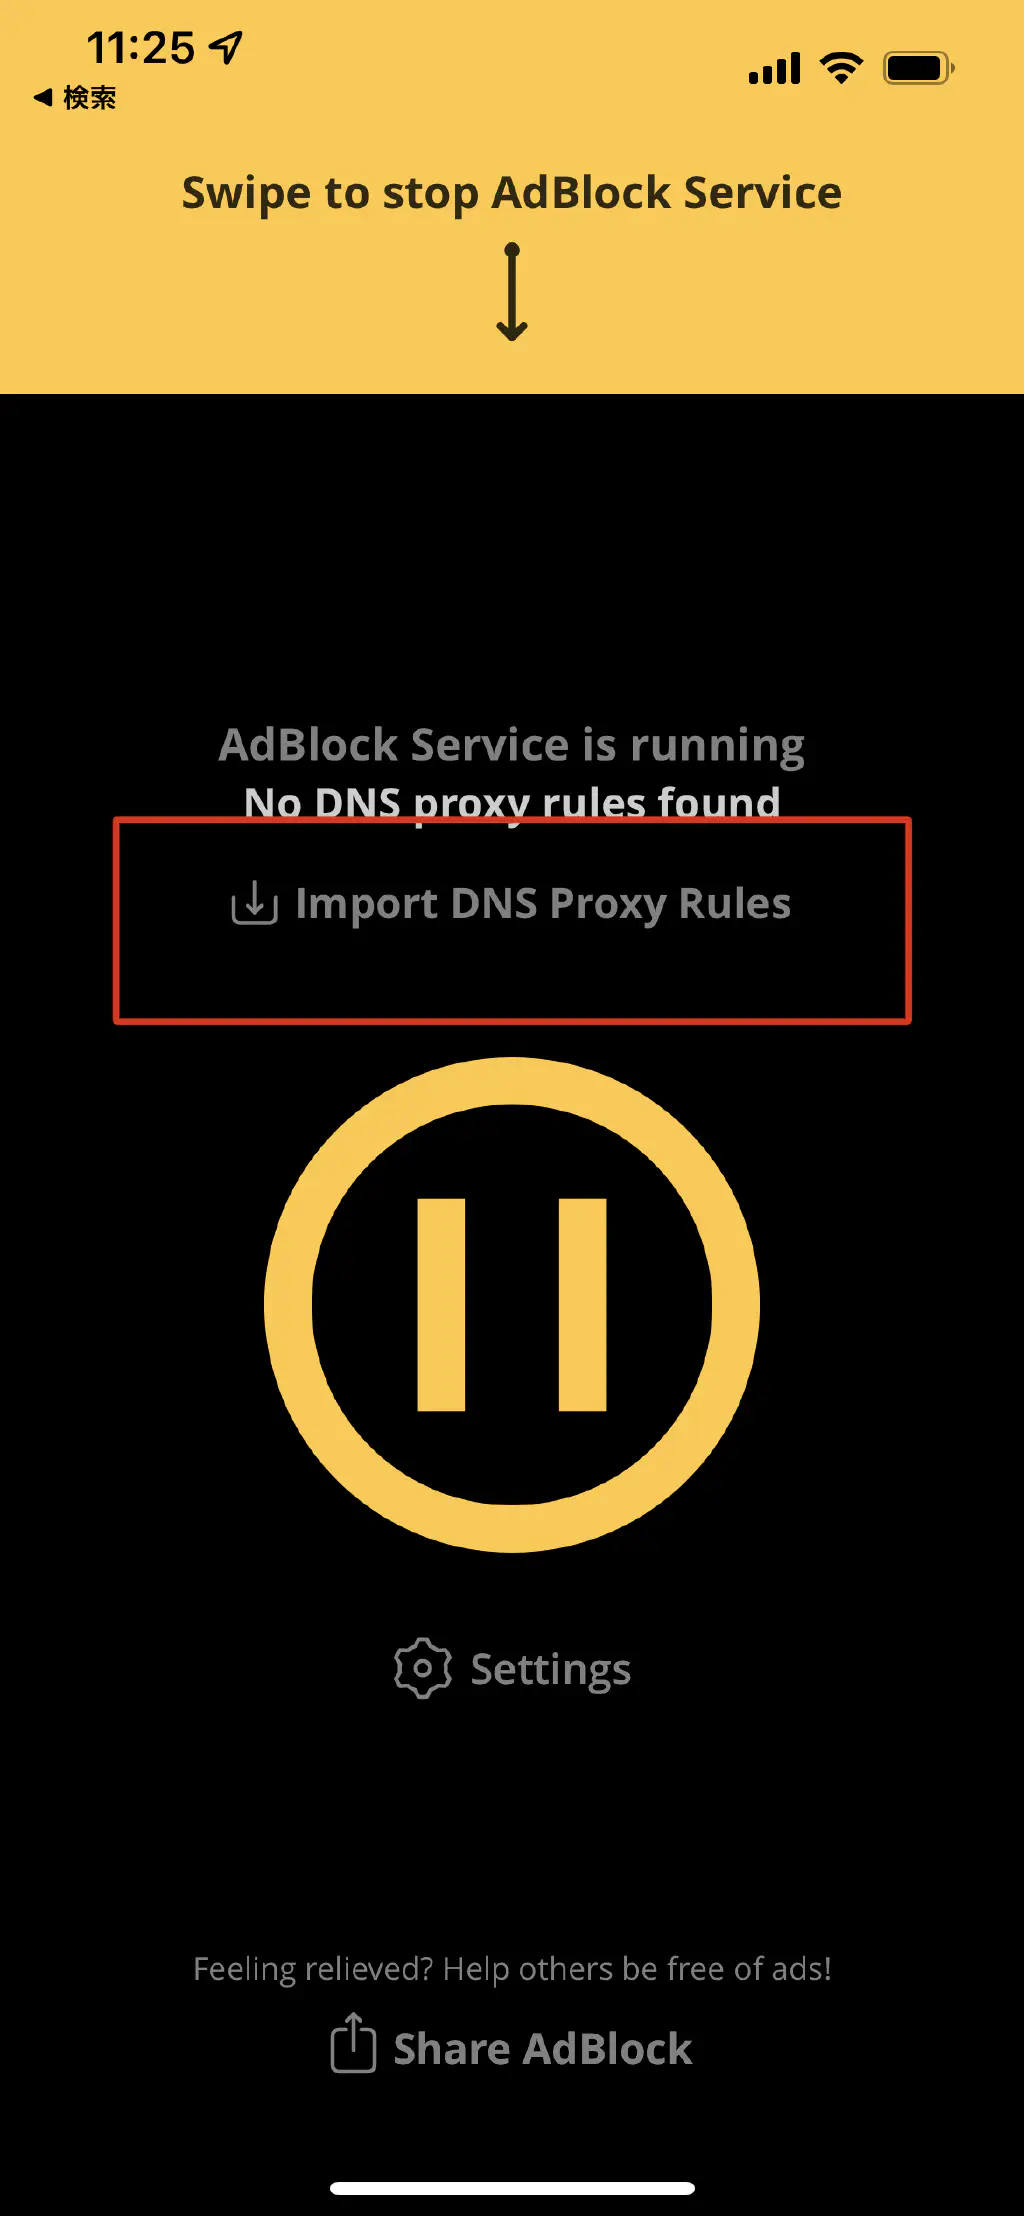 11:25
◀ 検索
Swipe to stop AdBlock Service
AdBlock Service is running
No DNS proxy rules found
Import DNS Proxy Rules
Settings
Feeling relieved? Help others be free of ads!
Share AdBlock